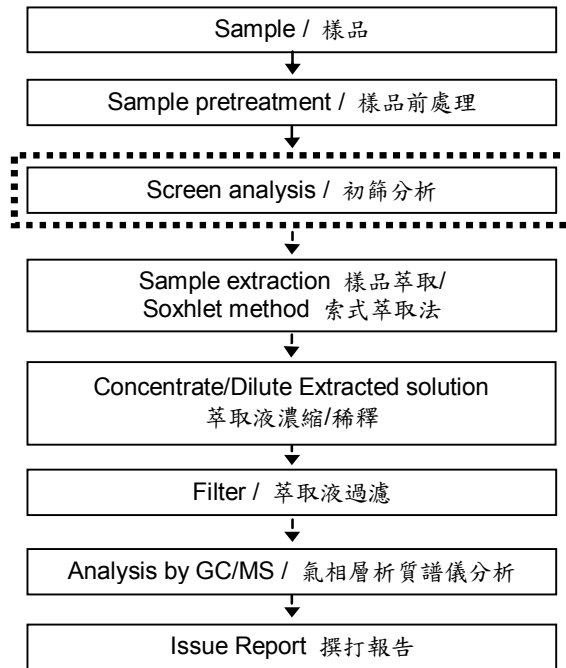 Sample / 樣品
Sample pretreatment / 樣品前處理
Screen analysis / 初篩分析
Sample extraction 樣品萃取/
Soxhlet method 索式萃取法
Concentrate/Dilute Extracted solution
萃取液濃縮/稀釋
Filter / 萃取液過濾
Analysis by GC/MS / 氣相層析質譜儀分析
Issue Report 撰打報告